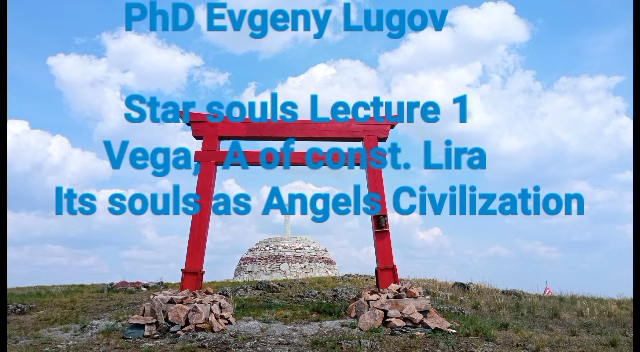 PhD Evgeny Lugov
Star souls Lecture 1
Vega, A of const. Lira
Its souls as Angels Civilization